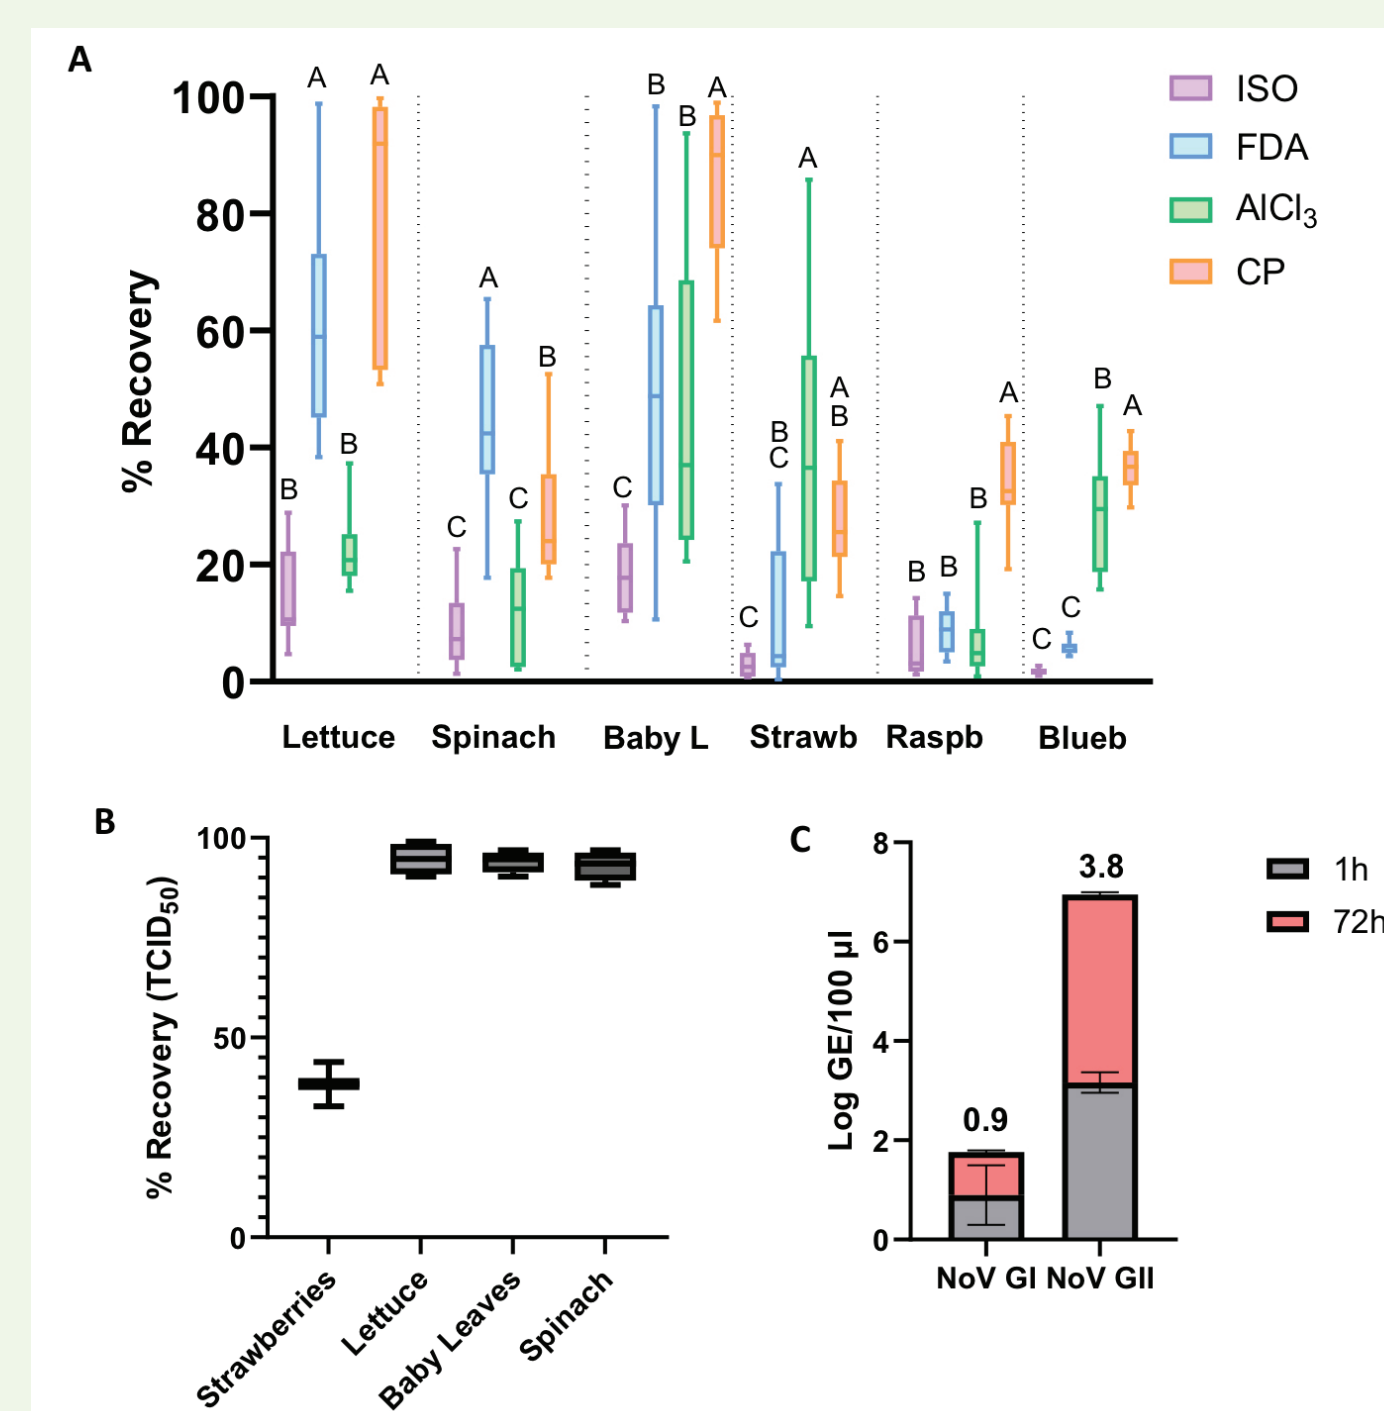 A
% Recovery
100
80
60
40
20
0
B
A
B
A
C
A
C
B
C
B
B
A
C
B
C
A
A
B
B
B
B
A
C
C
B
A
Lettuce Spinach Baby L Strawb Raspb Blueb
ISO
FDA
AlCl₃
CP
B
% Recovery (TCID₅₀)
100
50
0
Strawberries
Lettuce
Baby Leaves
Spinach
C
Log GE/100 µl
8
6
4
2
0
0.9
3.8
NoV GI NoV GII
1h
72h